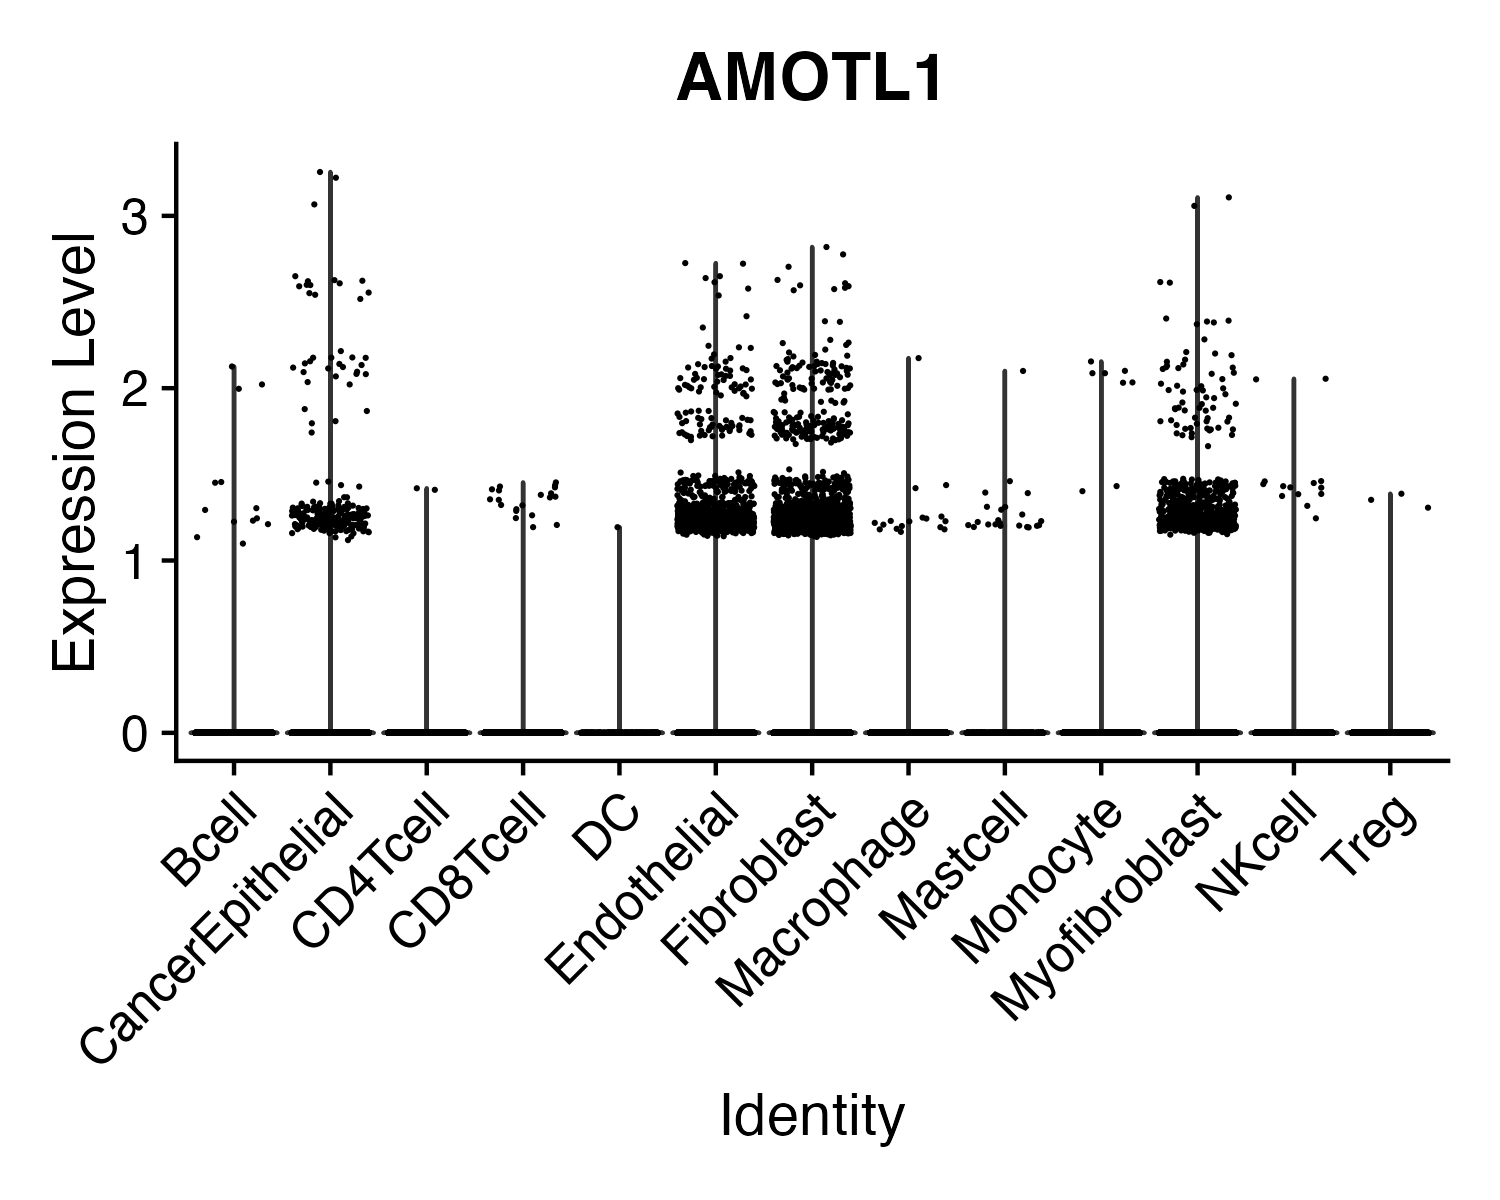 AMOTL1
Expression Level
3
2
1
0
Bcell
CancerEpithelial
CD4Tcell
CD8Tcell
DC
Endothelial
Fibroblast
Macrophage
Mastcell
Monocyte
Myofibroblast
NKcell
Treg
Identity